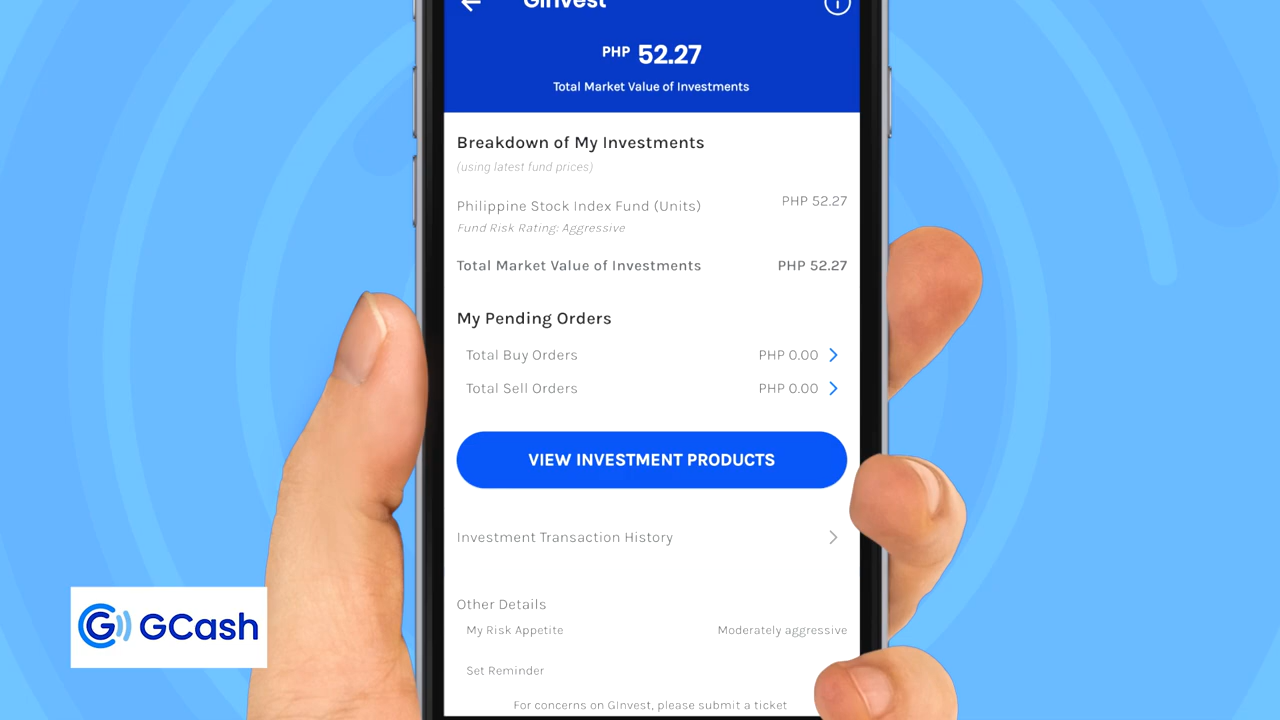 GInvest
PHP 52.27
Total Market Value of Investments
Breakdown of My Investments
(using latest fund prices)
Philippine Stock Index Fund (Units) PHP 52.27
Fund Risk Rating: Aggressive
Total Market Value of Investments PHP 52.27
My Pending Orders
Total Buy Orders PHP 0.00
Total Sell Orders PHP 0.00
VIEW INVESTMENT PRODUCTS
Investment Transaction History
Other Details
My Risk Appetite Moderately aggressive
Set Reminder
For concerns on GInvest, please submit a ticket
GCash